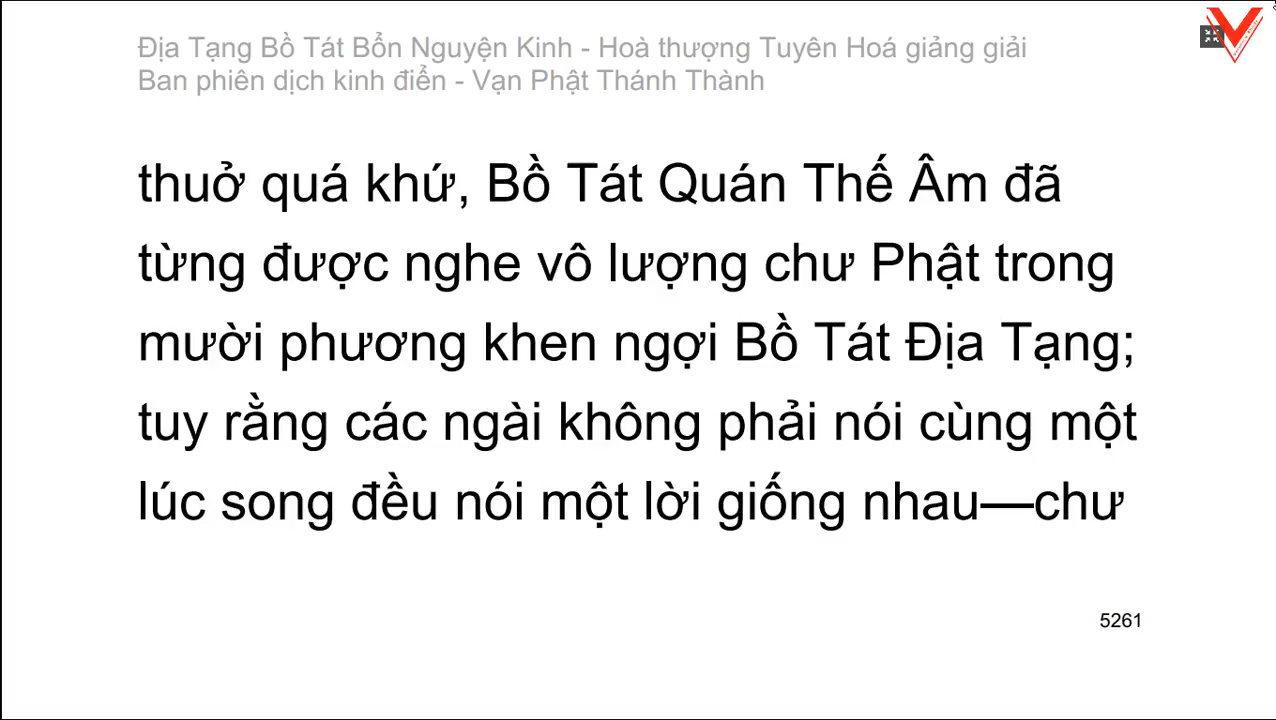 Địa Tạng Bồ Tát Bổn Nguyện Kinh - Hoà thượng Tuyên Hoá giảng giải
Ban phiên dịch kinh điển - Vạn Phật Thánh Thành
thuở quá khứ, Bồ Tát Quán Thế Âm đã
từng được nghe vô lượng chư Phật trong
mười phương khen ngợi Bồ Tát Địa Tạng;
tuy rằng các ngài không phải nói cùng một
lúc song đều nói một lời giống nhau—chư
5261